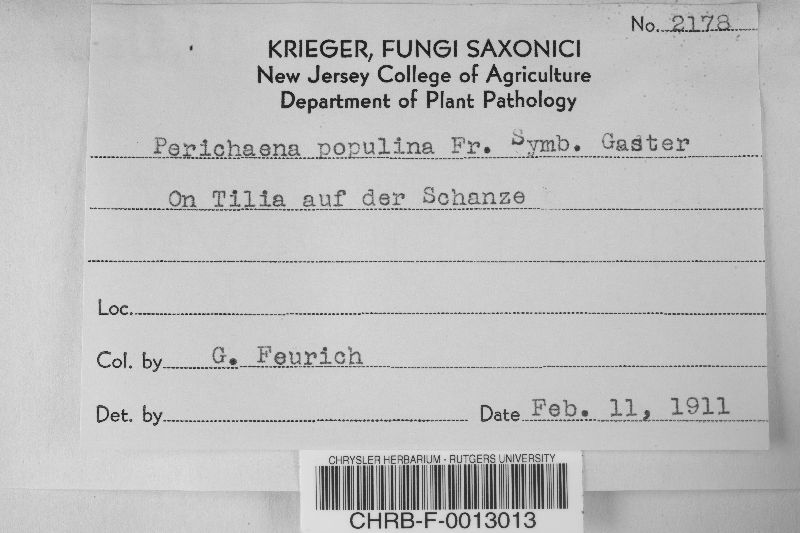 No. 2178
KRIEGER, FUNGI SAXONICI
New Jersey College of Agriculture
Department of Plant Pathology
Perichaena populina Fr. Symb. Gaster
On Tilia auf der Schanze
Loc.
Col. by G. Feurich
Det. by Date Feb. 11, 1911
CHRYSLER HERBARIUM - RUTGERS UNIVERSITY
CHRB-F-0013013